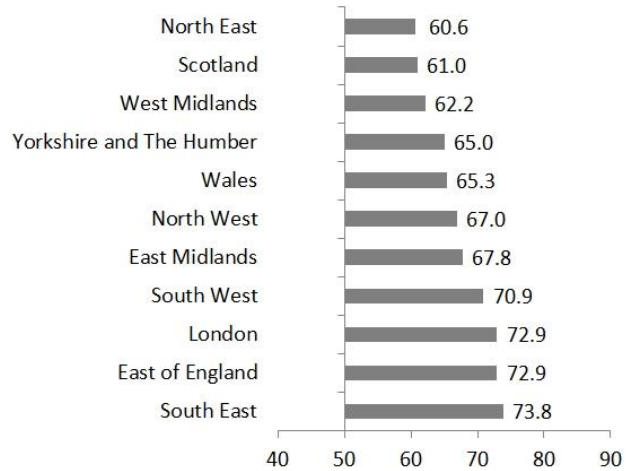 North East 60.6
Scotland 61.0
West Midlands 62.2
Yorkshire and The Humber 65.0
Wales 65.3
North West 67.0
East Midlands 67.8
South West 70.9
London 72.9
East of England 72.9
South East 73.8
40 50 60 70 80 90